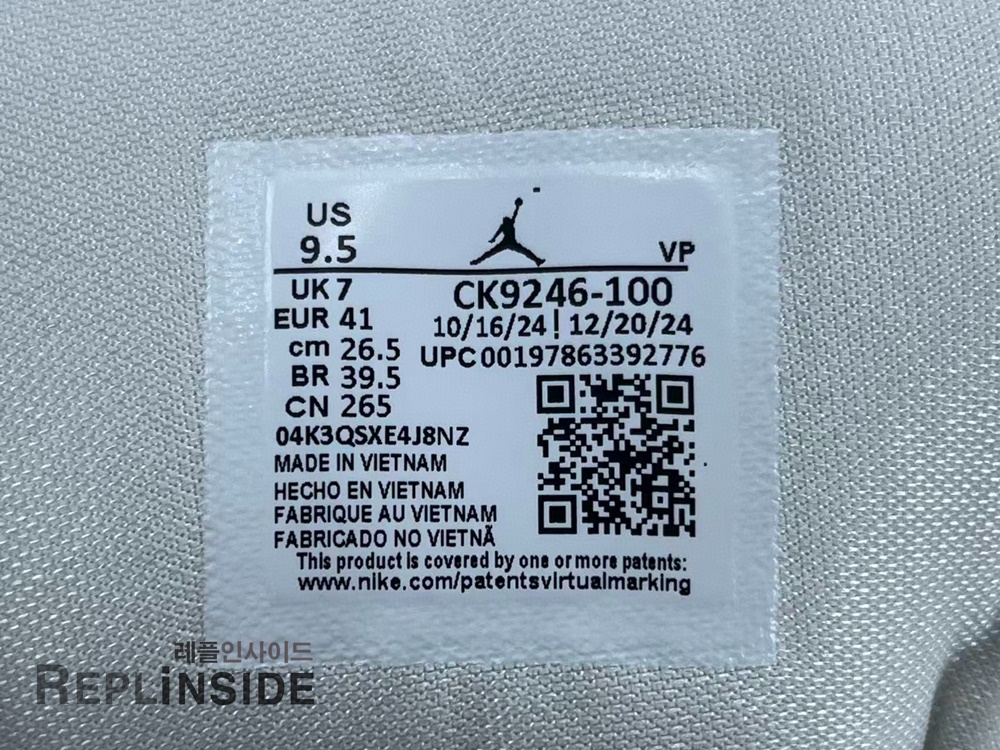 US
9.5
VP
UK 7
CK9246-100
EUR 41
10/16/24 | 12/20/24
cm 26.5
UPC 00197863392776
BR 39.5
CN 265
04K3QSXE4J8NZ
MADE IN VIETNAM
HECHO EN VIETNAM
FABRIQUE AU VIETNAM
FABRICADO NO VIETNÃ
This product is covered by one or more patents:
www.nike.com/patentsvirtualmarking
레플인사이드
REPLiNSIDE